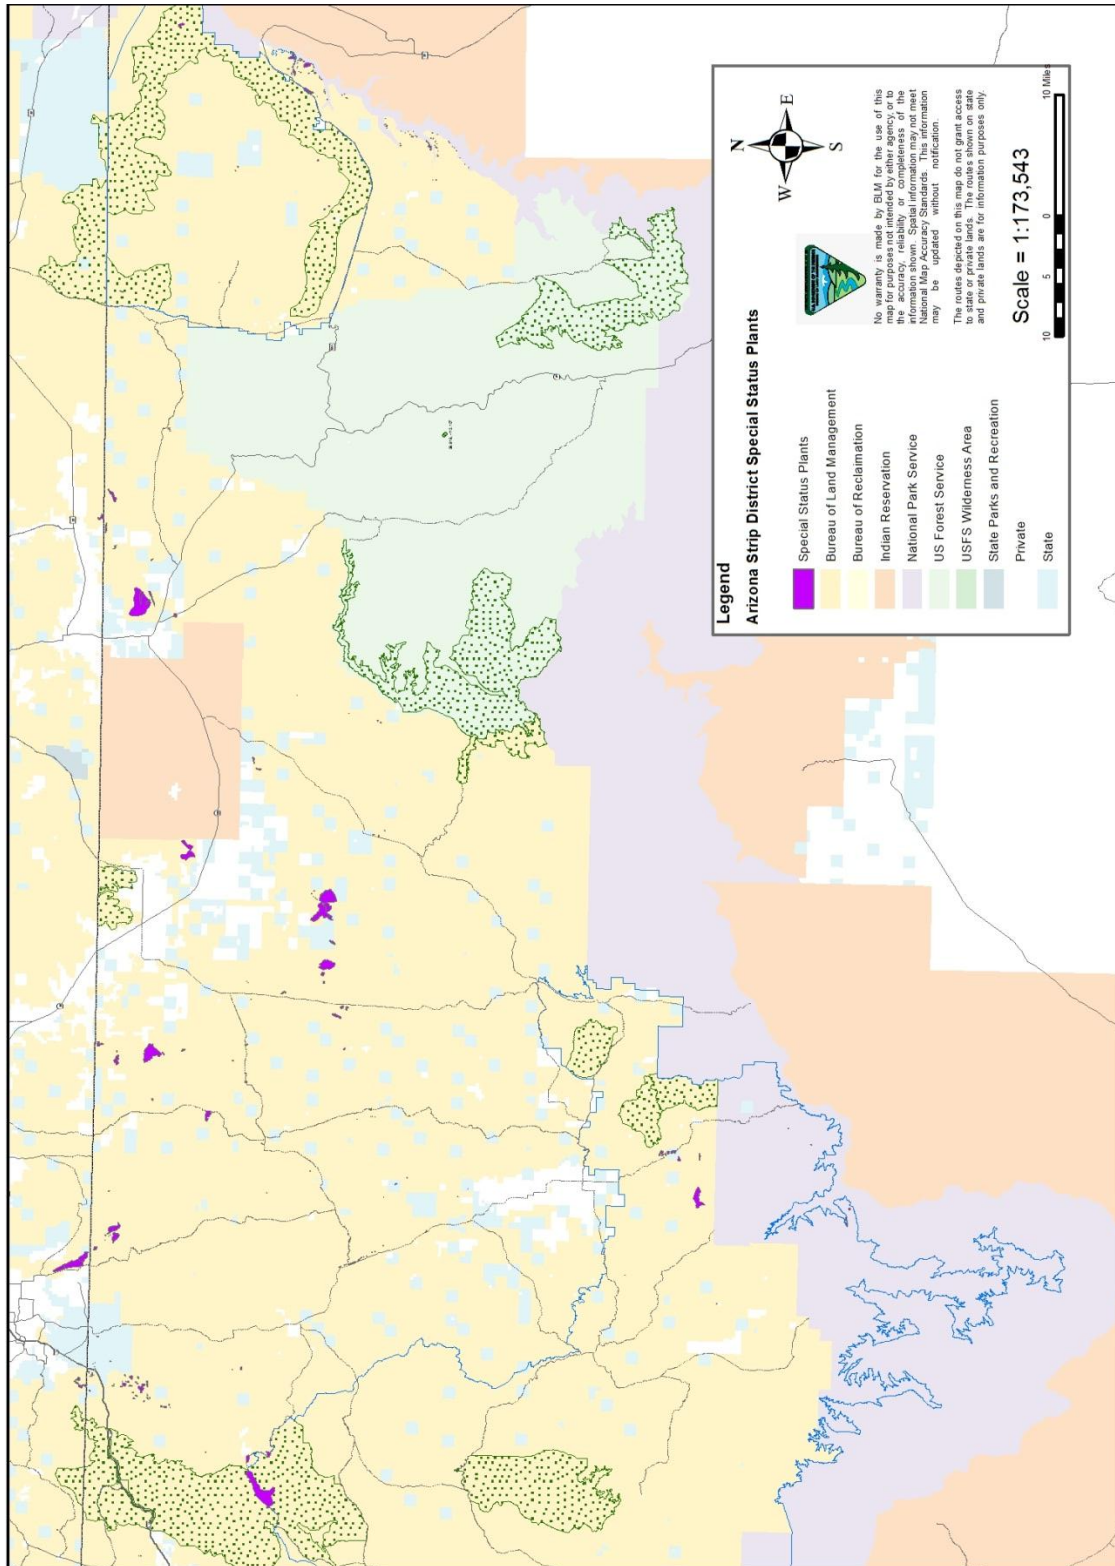 Legend
Arizona Strip District Special Status Plants
Special Status Plants
Bureau of Land Management
Bureau of Reclaimation
Indian Reservation
National Park Service
US Forest Service
USFS Wilderness Area
State Parks and Recreation
Private
State
N
W
E
S
No warranty is made by BLM for the use of this
map for purposes not intended by either agency, or to
the accuracy, reliability or completeness of the
information shown. Spatial information may not meet
National Map Accuracy Standards. This information
may be updated without notification.
The routes depicted on this map do not grant access
to state or private lands. The routes shown on state
and private lands are for information purposes only.
Scale = 1:173,543
10 5 0 10 Miles